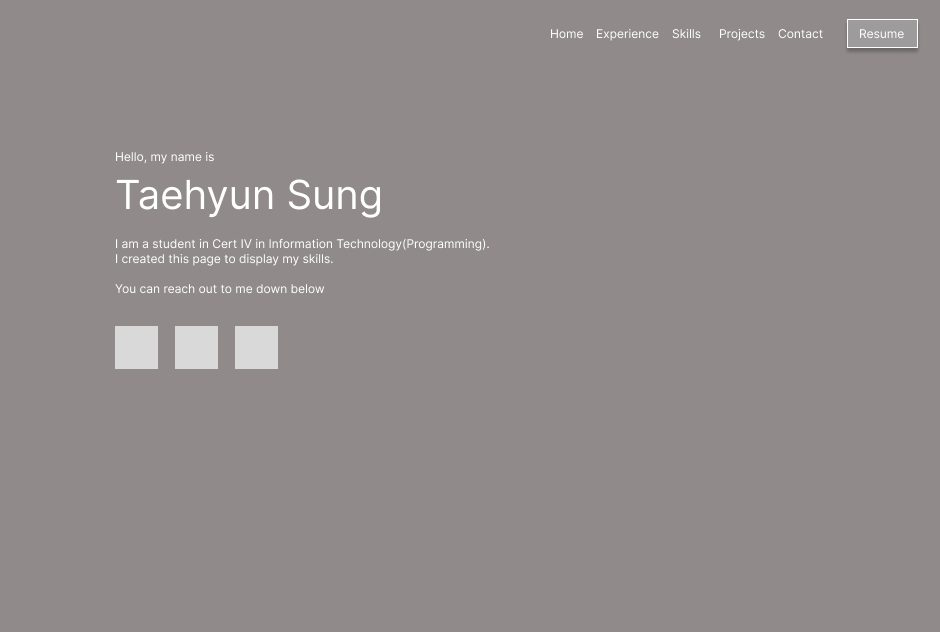 Home Experience Skills Projects Contact Resume
Hello, my name is
Taehyun Sung
I am a student in Cert IV in Information Technology(Programming).
I created this page to display my skills.
You can reach out to me down below